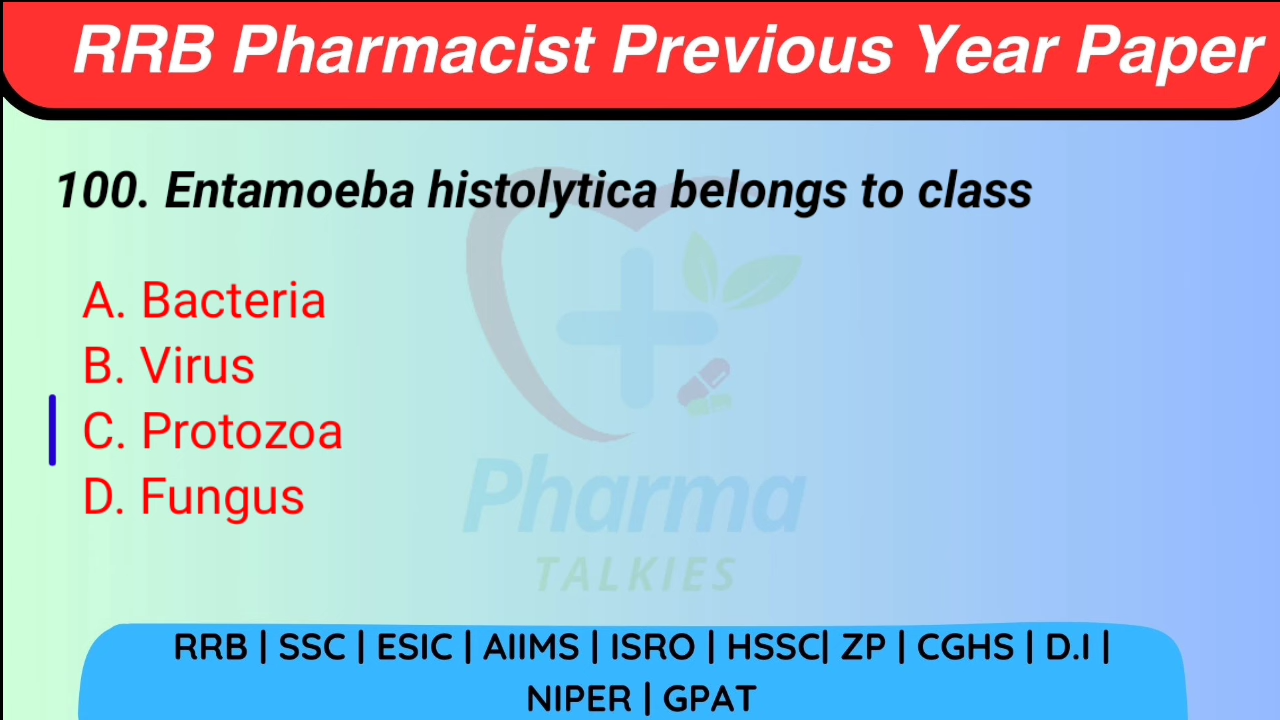 RRB Pharmacist Previous Year Paper
100. Entamoeba histolytica belongs to class
A. Bacteria
B. Virus
C. Protozoa
D. Fungus
Pharma
TALKIES
RRB | SSC | ESIC | AIIMS | ISRO | HSSC| ZP | CGHS | D.I |
NIPER | GPAT